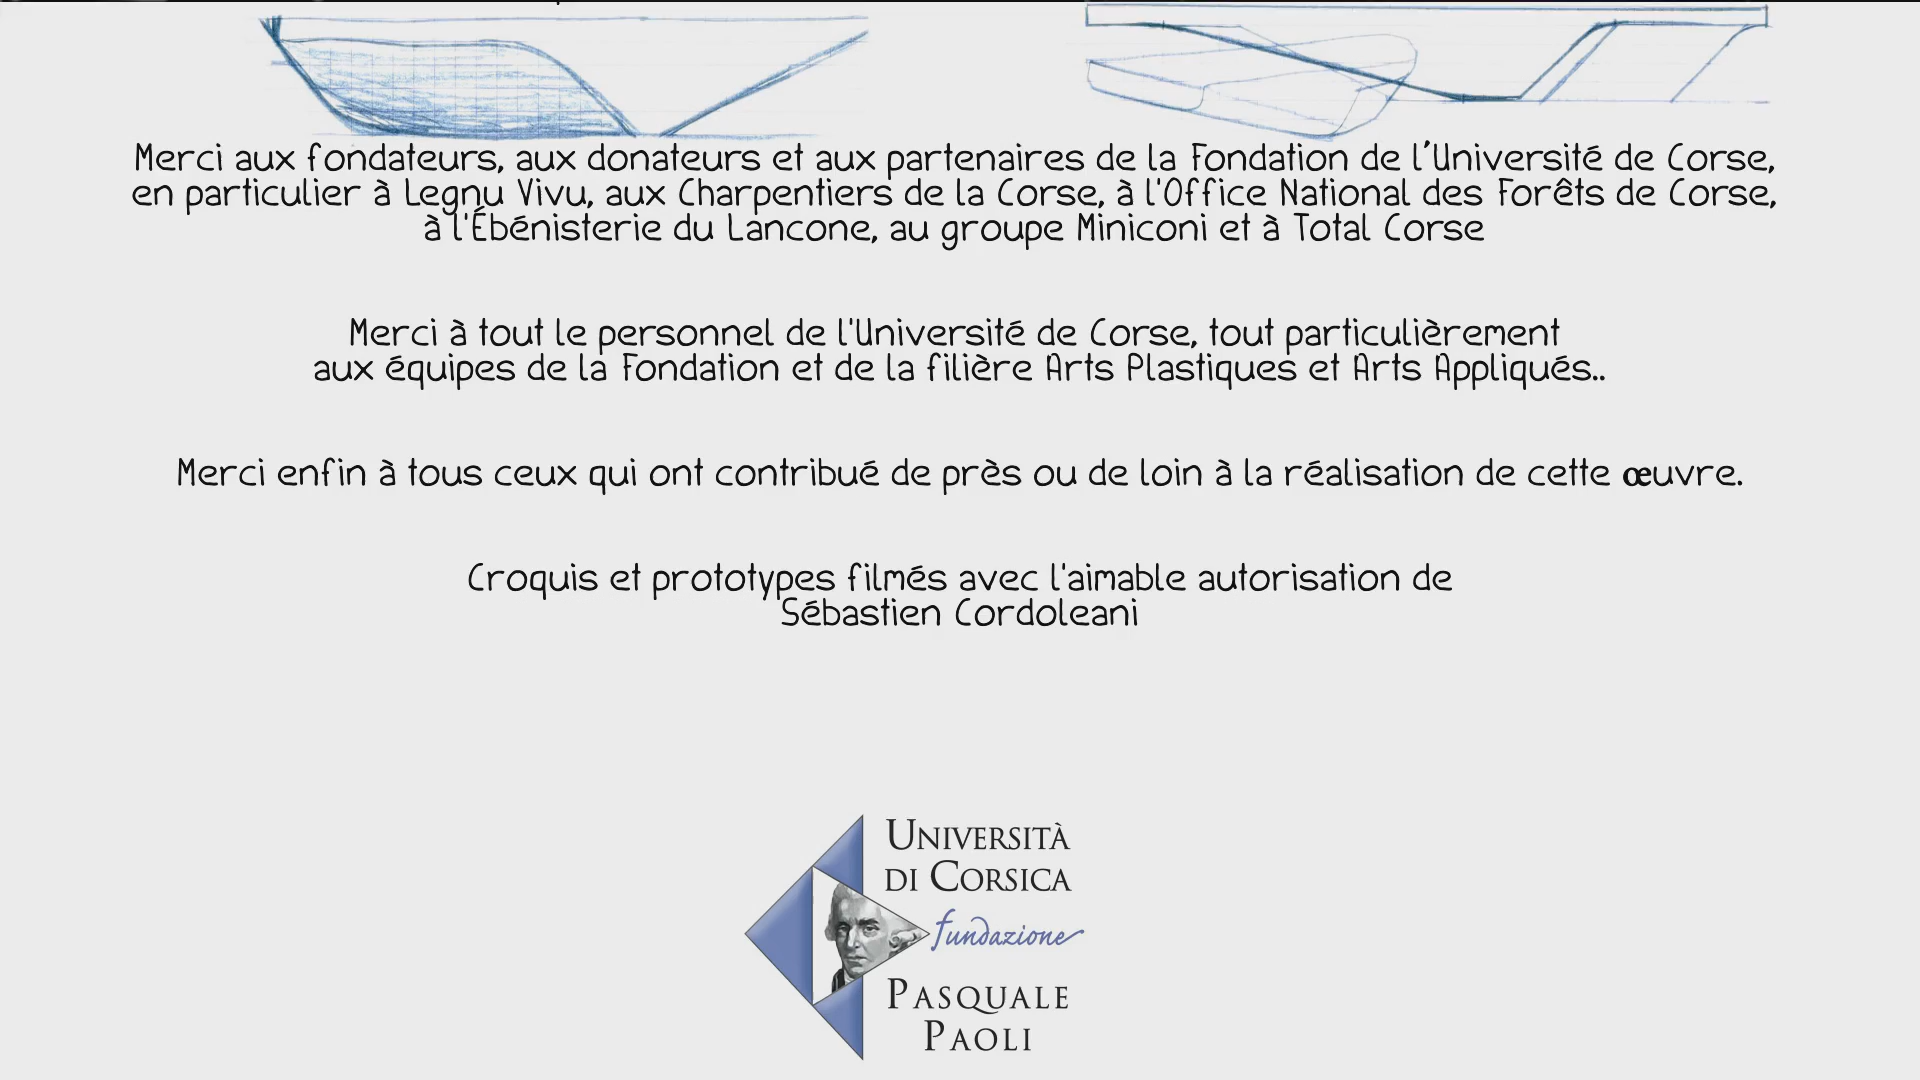 Merci aux fondateurs, aux donateurs et aux partenaires de la Fondation de l'Université de Corse,
en particulier à Legnu Vivu, aux Charpentiers de la Corse, à l'Office National des Forêts de Corse,
à l'Ébénisterie du Lancone, au groupe Miniconi et à Total Corse
Merci à tout le personnel de l'Université de Corse, tout particulièrement
aux équipes de la Fondation et de la filière Arts Plastiques et Arts Appliqués..
Merci enfin à tous ceux qui ont contribué de près ou de loin à la réalisation de cette œuvre.
Croquis et prototypes filmés avec l'aimable autorisation de
Sébastien Cordoleani
UNIVERSITÀ
DI CORSICA
fundazione
PASQUALE
PAOLI